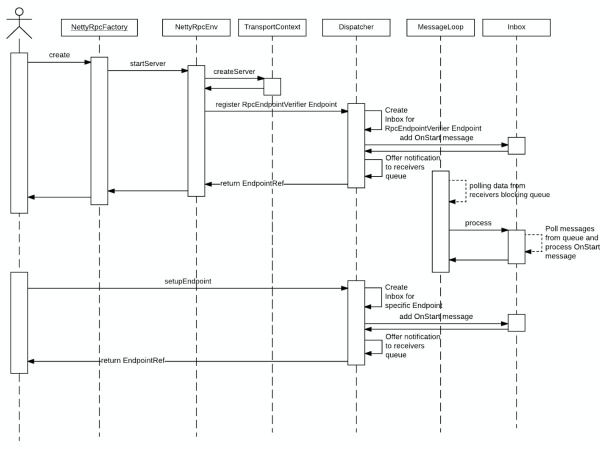 NettyRpcFactory
NettyRpcEnv
TransportContext
Dispatcher
MessageLoop
Inbox
create
startServer
createServer
register RpcEndpointVerifier Endpoint
Create
Inbox for
RpcEndpointVerifier Endpoint
add OnStart message
Offer notification
to receivers
queue
return EndpointRef
polling data from
receivers blocking queue
process
Poll messages
from queue and
process OnStart
message
setupEndpoint
Create
Inbox for
specific Endpoint
add OnStart message
Offer notification
to receivers
queue
return EndpointRef